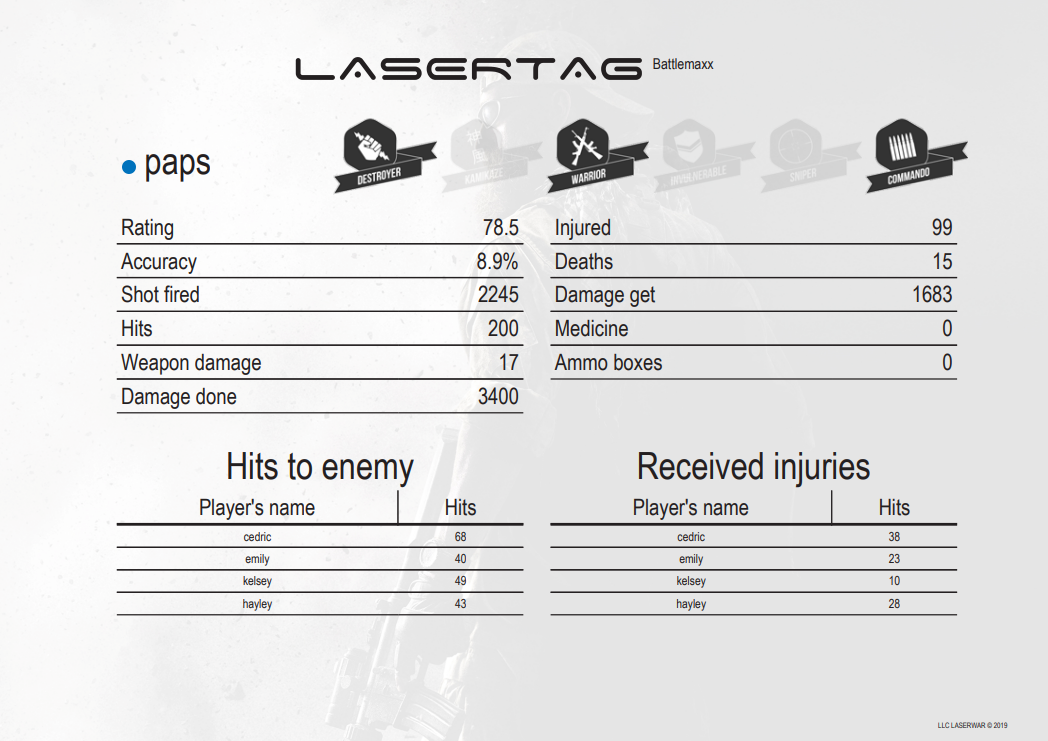 LASERTAG Battlemaxx
paps
DESTROYER
KAMIKAZE
WARRIOR
INVULNERABLE
SNIPER
COMMANDO
Rating 78.5
Accuracy 8.9%
Shot fired 2245
Hits 200
Weapon damage 17
Damage done 3400
Injured 99
Deaths 15
Damage get 1683
Medicine 0
Ammo boxes 0
Hits to enemy
Player's name Hits
cedric 68
emily 40
kelsey 49
hayley 43
Received injuries
Player's name Hits
cedric 38
emily 23
kelsey 10
hayley 28
LLC LASERWAR © 2019